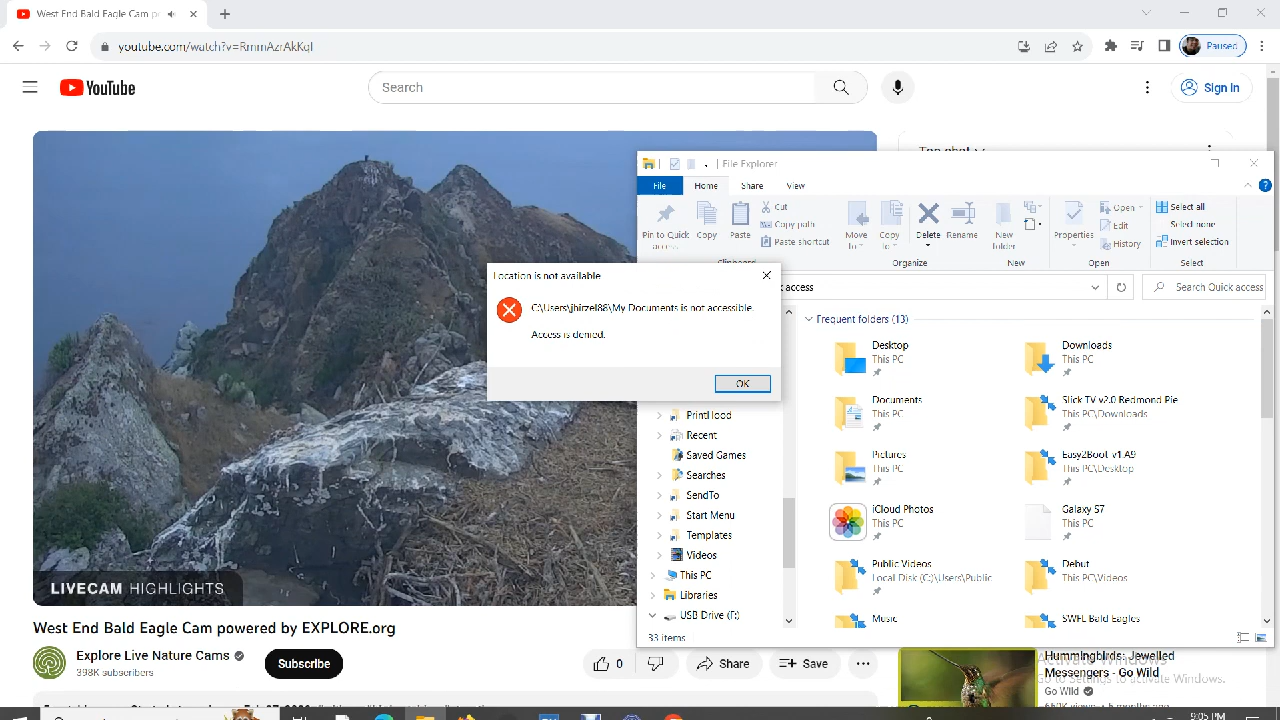 West End Bald Eagle Cam p
youtube.com/watch?v=RmmAzrAkKqI
Paused
YouTube
Search
Sign in
File Explorer
File
Home
Share
View
Pin to Quick access
Copy
Paste
Cut
Copy path
Paste shortcut
Move to
Copy to
Delete
Rename
New folder
Properties
Open
Edit
History
Select all
Select none
Invert selection
Organize
New
Open
Select
Search Quick access
Location is not available
C:\Users\jhirzel88\My Documents is not accessible.
Access is denied.
OK
PrintHood
Recent
Saved Games
Searches
SendTo
Start Menu
Templates
Videos
This PC
Libraries
USB Drive (F:)
Frequent folders (13)
Desktop
This PC
Downloads
This PC
Documents
This PC
Slick TV v2.0 Redmond Pie
This PC\Downloads
Pictures
This PC
Easy2Boot-v1.A9
This PC\Desktop
iCloud Photos
This PC
Galaxy S7
This PC
Public Videos
Local Disk (C:)\Users\Public
Debut
This PC\Videos
Music
SWFL Bald Eagles
33 items
LIVECAM HIGHLIGHTS
West End Bald Eagle Cam powered by EXPLORE.org
Explore Live Nature Cams
398K subscribers
Subscribe
0
Share
Save
Hummingbirds: Jewelled
Messengers - Go Wild
Go Wild
Activate Windows
Go to Settings to activate Windows.
9:05 PM